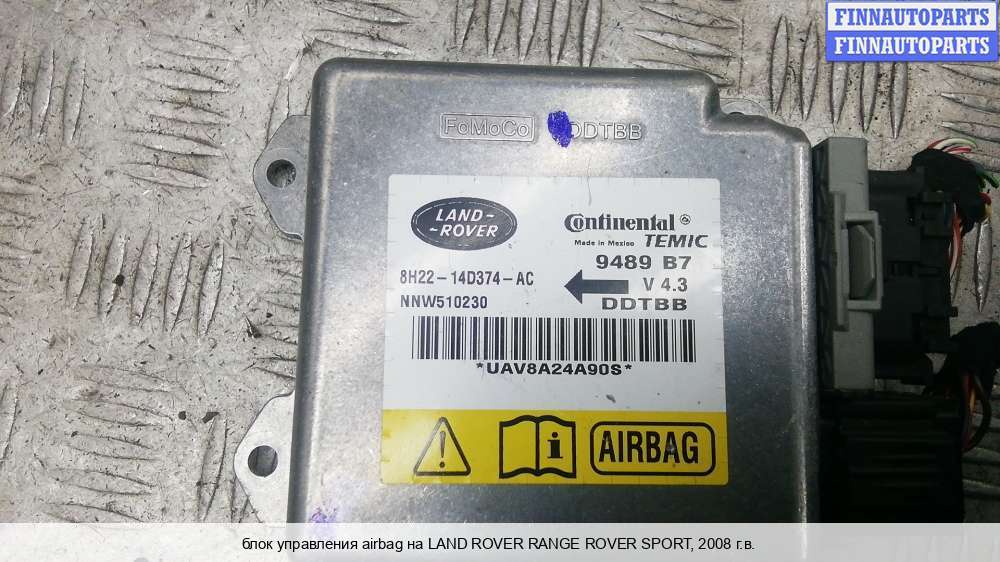 FINNAUTOPARTS
FINNAUTOPARTS
FoMoCo
DDTBB
LAND-
-ROVER
Continental
Made in Mexico TEMIC
9489 B7
8H22-14D374-AC
V 4.3
NNW510230
DDTBB
*UAV8A24A90S*
AIRBAG
блок управления airbag на LAND ROVER RANGE ROVER SPORT, 2008 г.в.